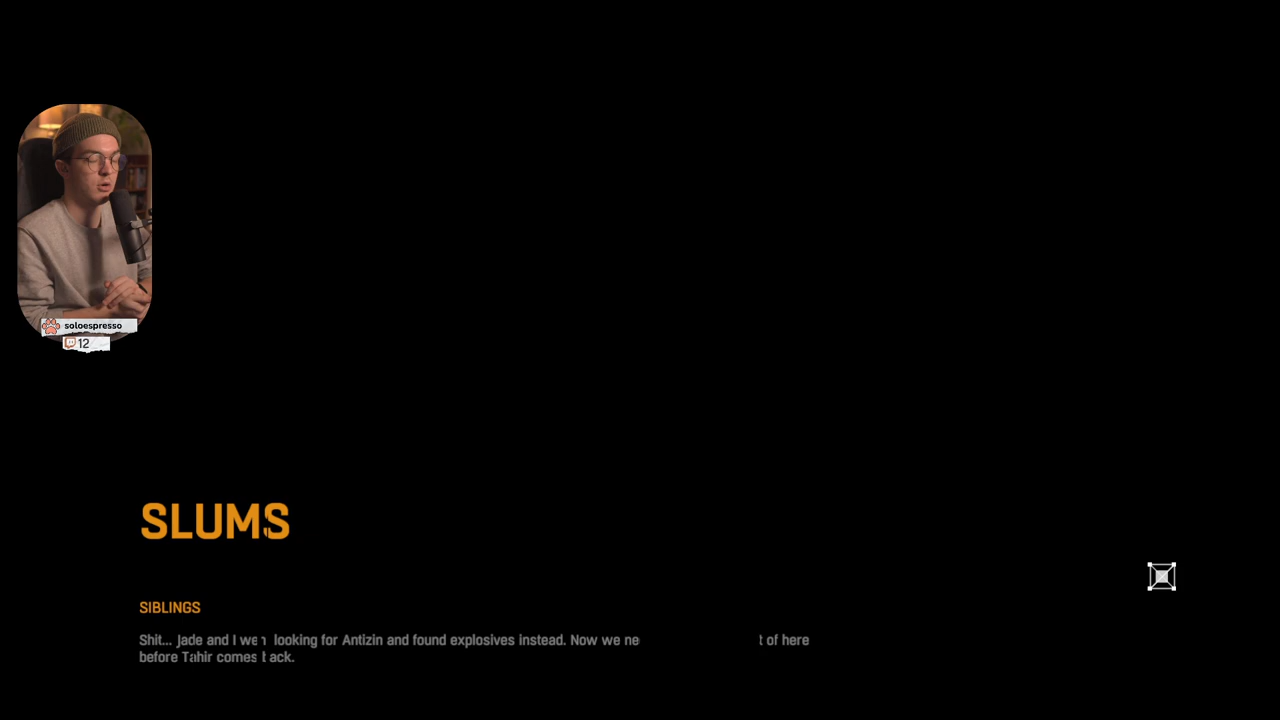 soloespresso
12
SLUMS
SIBLINGS
Shit... Jade and I looking for Antizin and found explosives instead. Now we of here
before Tahir comes